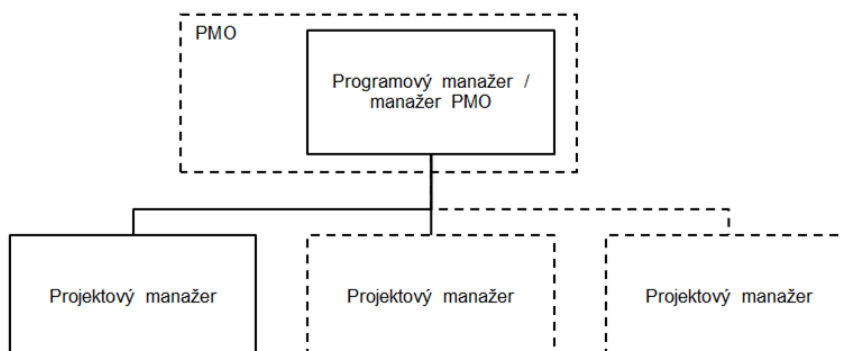 PMO
Programový manažer /
manažer PMO
Projektový manažer
Projektový manažer
Projektový manažer